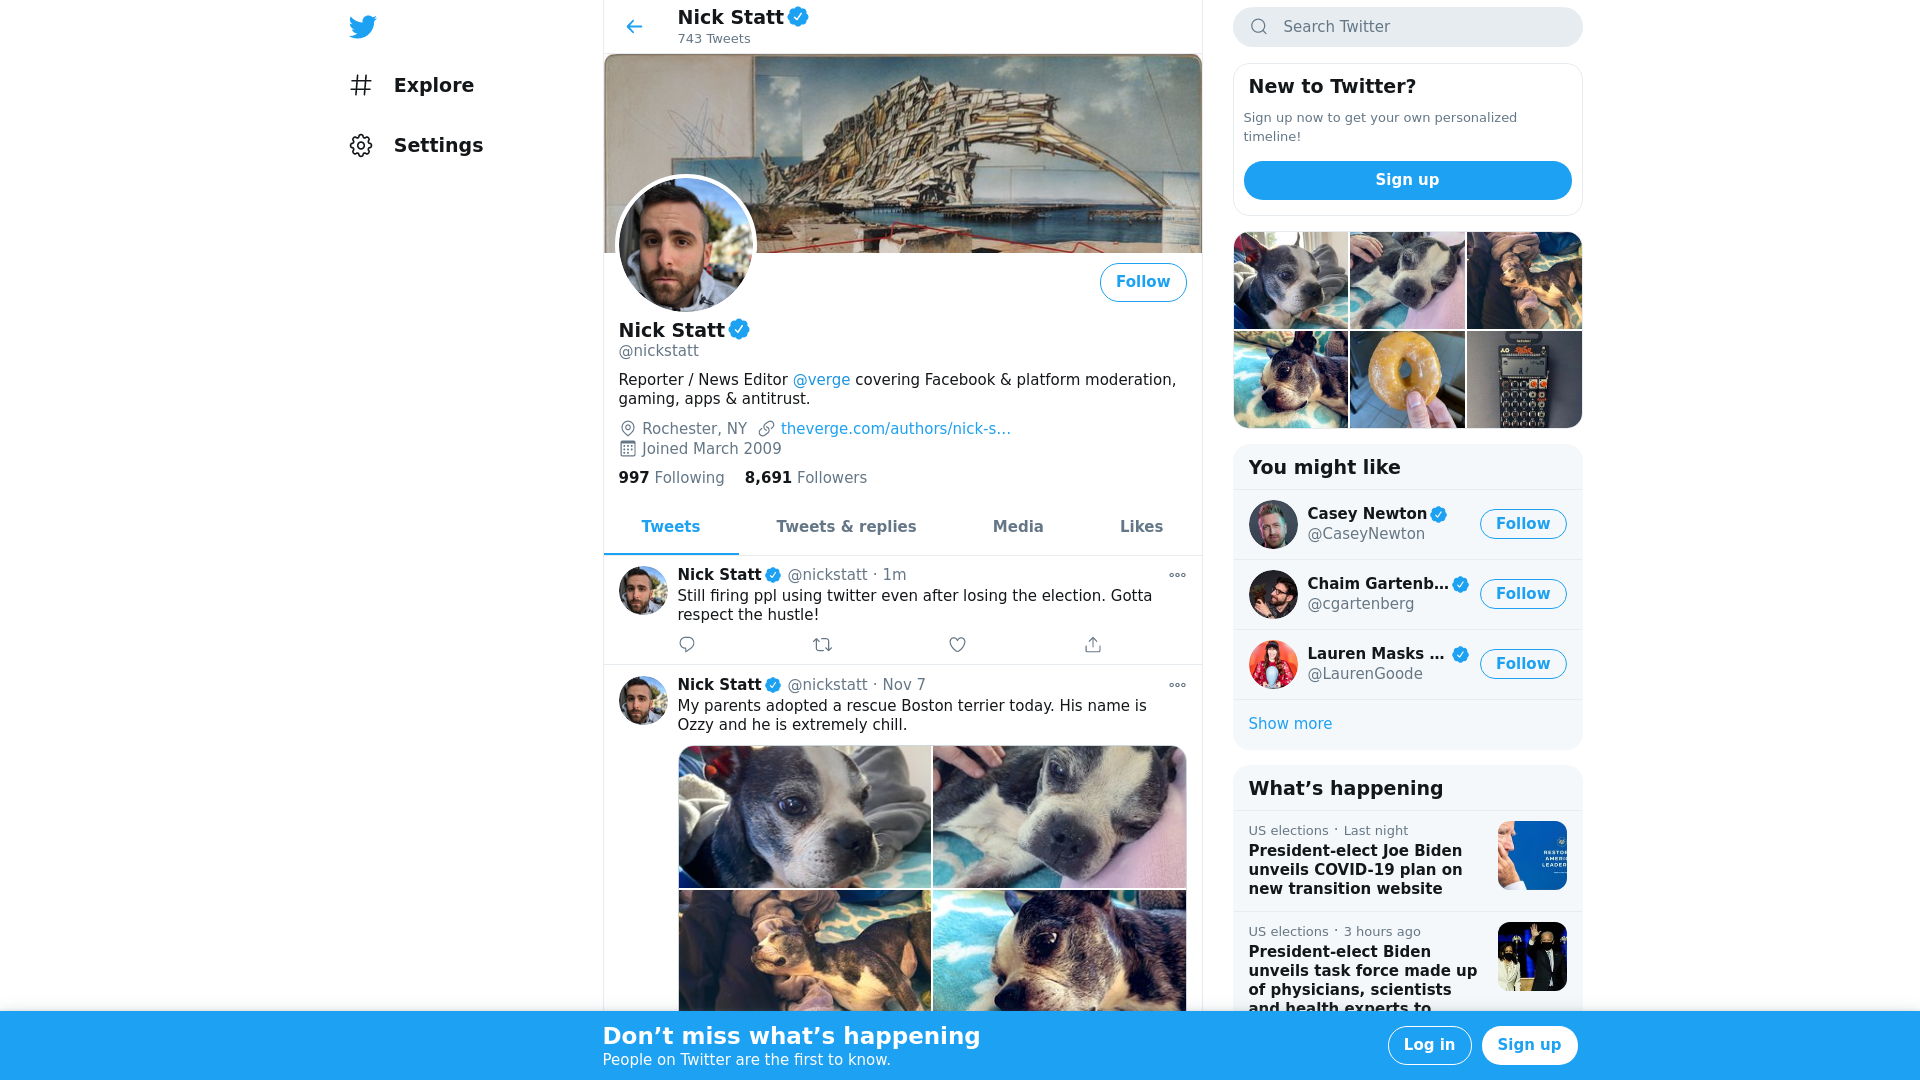 Explore
Settings
Nick Statt
743 Tweets
Follow
Nick Statt
@nickstatt
Reporter / News Editor @verge covering Facebook & platform moderation,
gaming, apps & antitrust.
Rochester, NY theverge.com/authors/nick-s…
Joined March 2009
997 Following 8,691 Followers
Tweets Tweets & replies Media Likes
Nick Statt @nickstatt · 1m
Still firing ppl using twitter even after losing the election. Gotta
respect the hustle!
Nick Statt @nickstatt · Nov 7
My parents adopted a rescue Boston terrier today. His name is
Ozzy and he is extremely chill.
Search Twitter
New to Twitter?
Sign up now to get your own personalized
timeline!
Sign up
You might like
Casey Newton
@CaseyNewton
Follow
Chaim Gartenb…
@cgartenberg
Follow
Lauren Masks …
@LaurenGoode
Follow
Show more
What’s happening
US elections · Last night
President-elect Joe Biden
unveils COVID-19 plan on
new transition website
US elections · 3 hours ago
President-elect Biden
unveils task force made up
of physicians, scientists
and health experts to
Don’t miss what’s happening
People on Twitter are the first to know.
Log in
Sign up